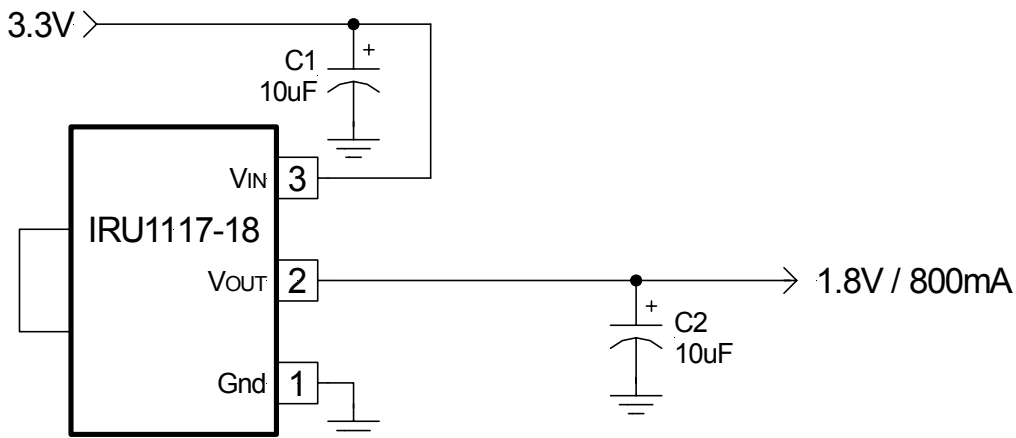 3.3V
C1
10uF
VIN 3
IRU1117-18
VOUT 2
1.8V / 800mA
C2
10uF
Gnd 1